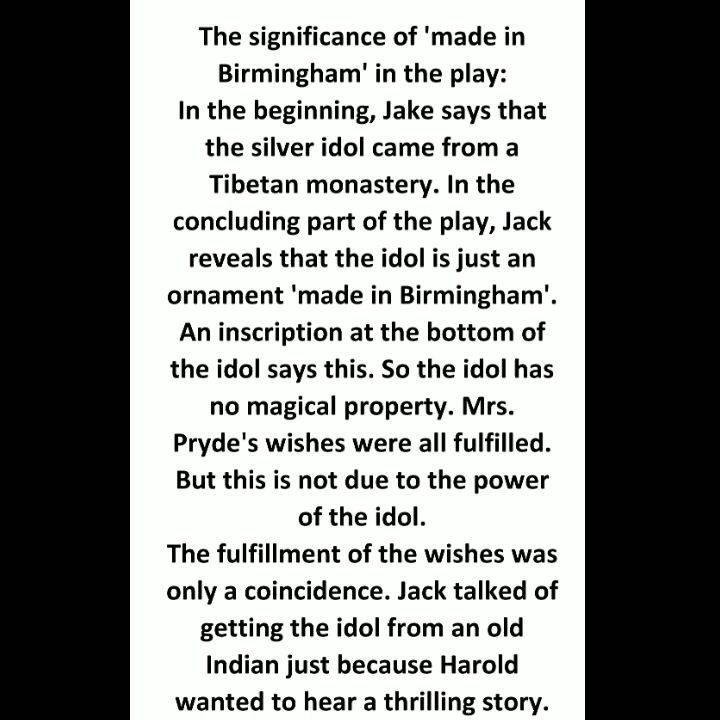 The significance of 'made in
Birmingham' in the play:
In the beginning, Jake says that
the silver idol came from a
Tibetan monastery. In the
concluding part of the play, Jack
reveals that the idol is just an
ornament 'made in Birmingham'.
An inscription at the bottom of
the idol says this. So the idol has
no magical property. Mrs.
Pryde's wishes were all fulfilled.
But this is not due to the power
of the idol.
The fulfillment of the wishes was
only a coincidence. Jack talked of
getting the idol from an old
Indian just because Harold
wanted to hear a thrilling story.